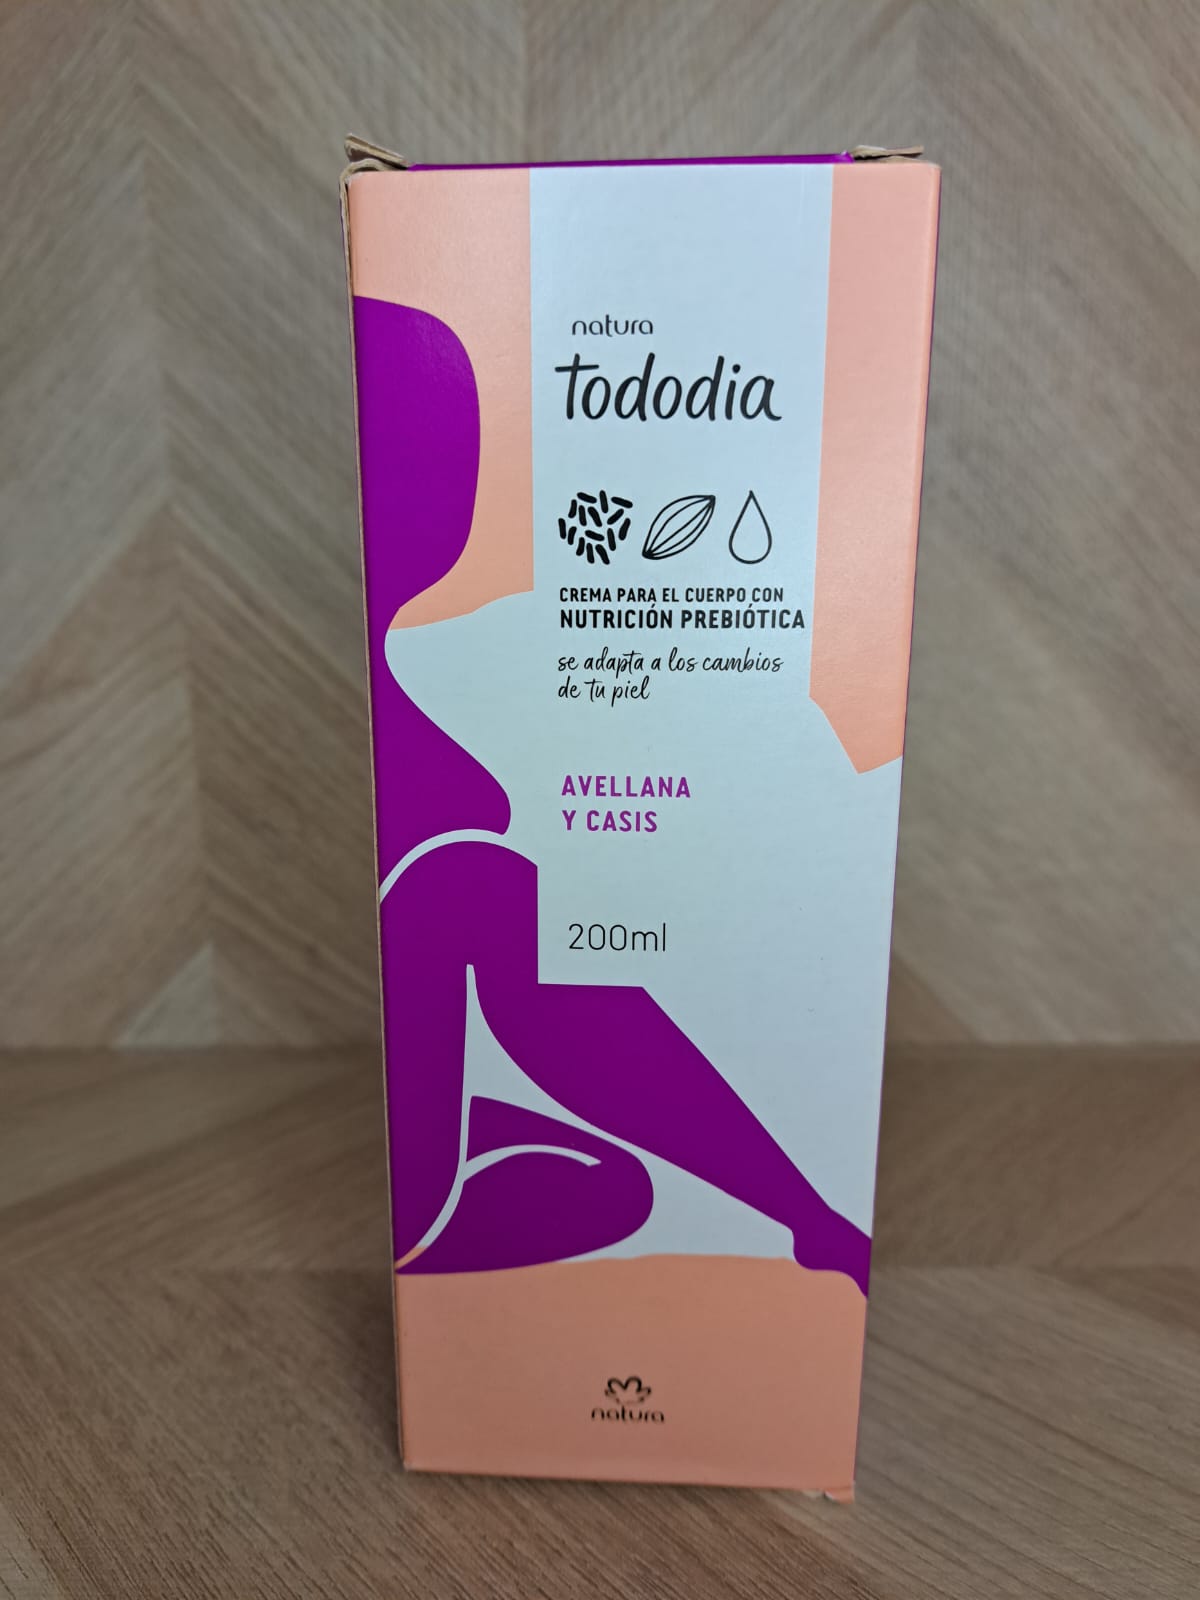 natura
Tododia
CREMA PARA EL CUERPO CON
NUTRICIÓN PREBIÓTICA
se adapta a los cambios
de tu piel
AVELLANA
Y CASIS
200ml
natura